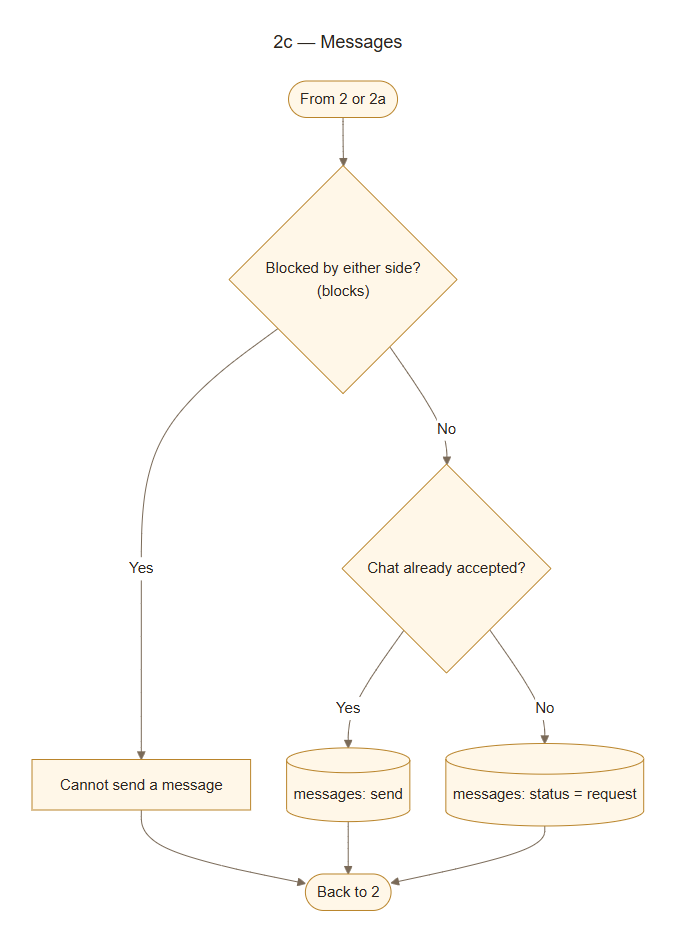 2c — Messages
From 2 or 2a
Blocked by either side?
(blocks)
No
Yes
Chat already accepted?
Yes
No
Cannot send a message
messages: send
messages: status = request
Back to 2